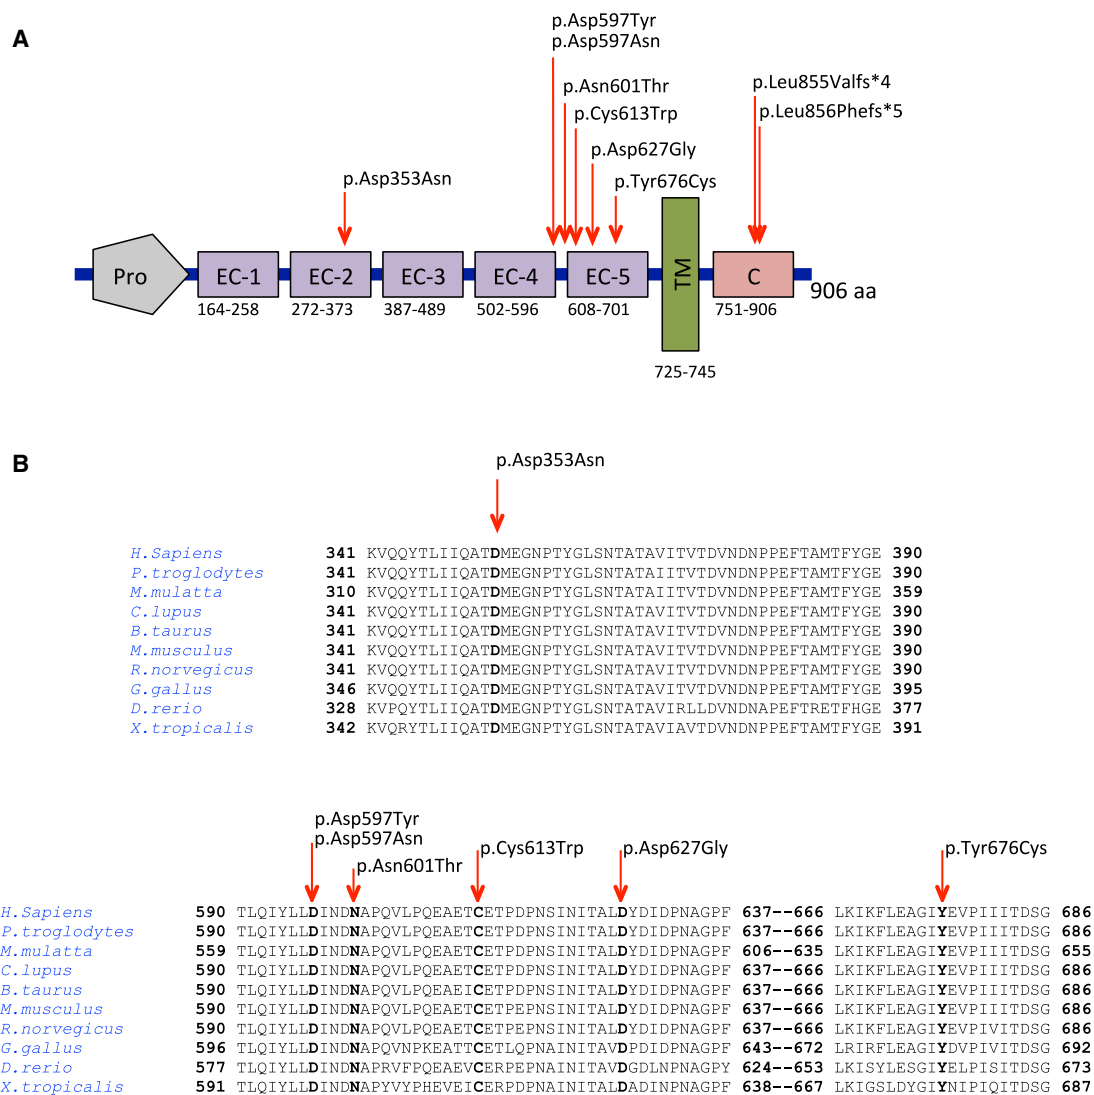 A
p.Asp597Tyr
p.Asp597Asn
p.Asn601Thr
p.Cys613Trp
p.Asp627Gly
p.Tyr676Cys
p.Leu855Valfs*4
p.Leu856Phefs*5
p.Asp353Asn
Pro EC-1 EC-2 EC-3 EC-4 EC-5 TM C 906 aa
164-258 272-373 387-489 502-596 608-701 751-906
725-745
B
p.Asp353Asn
H.Sapiens 341 KVQQYTLIIQATDMEGNPTYGLSNTATAVITVTDVNDNPPEFTAMTFYGE 390
P.troglodytes 341 KVQQYTLIIQATDMEGNPTYGLSNTATAIITVTDVNDNPPEFTAMTFYGE 390
M.mulatta 310 KVQQYTLIIQATDMEGNPTYGLSNTATAIITVTDVNDNPPEFTAMTFYGE 359
C.lupus 341 KVQQYTLIIQATDMEGNPTYGLSNTATAVITVTDVNDNPPEFTAMTFYGE 390
B.taurus 341 KVQQYTLIIQATDMEGNPTYGLSNTATAVITVTDVNDNPPEFTAMTFYGE 390
M.musculus 341 KVQQYTLIIQATDMEGNPTYGLSNTATAVITVTDVNDNPPEFTAMTFYGE 390
R.norvegicus 341 KVQQYTLIIQATDMEGNPTYGLSNTATAVITVTDVNDNPPEFTAMTFYGE 390
G.gallus 346 KVQQYTLIIQATDMEGNPTYGLSNTATAVITVTDVNDNPPEFTAMTFYGE 395
D.rerio 328 KVPQYTLIIQATDMEGNPTYGLSNTATAVIRLLDVNDNAPEFTRETFHGE 377
X.tropicalis 342 KVQRYTLIIQATDMEGNPTYGLSNTATAVIAVTDVNDNPPEFTAMTFYGE 391
p.Asp597Tyr
p.Asp597Asn
p.Asn601Thr
p.Cys613Trp
p.Asp627Gly
p.Tyr676Cys
H.Sapiens 590 TLQIYLLDINDNAPQVLPQEAETCETPDPNSINITALDYDIDPNAGPF 637--666 LKIKFLEAGIYEVPIIITDSG 686
P.troglodytes 590 TLQIYLLDINDNAPQVLPQEAETCETPDPNSINITALDYDIDPNAGPF 637--666 LKIKFLEAGIYEVPIIITDSG 686
M.mulatta 559 TLQIYLLDINDNAPQVLPQEAETCETPDPNSINITALDYDIDPNAGPF 606--635 LKIKFLEAGIYEVPIIITDSG 655
C.lupus 590 TLQIYLLDINDNAPQVLPQEAETCETPDPNSINITALDYDIDPNAGPF 637--666 LKIKFLEAGIYEVPIIITDSG 686
B.taurus 590 TLQIYLLDINDNAPQVLPQEAEICETPDPNSINITALDYDIDPNAGPF 637--666 LKIKFLEAGIYEVPIIITDSG 686
M.musculus 590 TLQIYLLDINDNAPQVLPQEAETCETPEPNSINITALDYDIDPNAGPF 637--666 LKIKFLEAGIYEVPIVITDSG 686
R.norvegicus 590 TLQIYLLDINDNAPQVLPQEAETCETPEPNSINITALDYDIDPNAGPF 637--666 LKIKFLEAGIYEVPIVITDSG 686
G.gallus 596 TLQIYLLDINDNAPQVNPKEATTCETLQPNAINITAVDPDIDPNAGPF 643--672 LRIRFLEAGIYDVPIVITDSG 692
D.rerio 577 TLQIYLLDINDNAPRVFPQEAEVCERPEPNAINITAVDGDLNPNAGPY 624--653 LKISYLESGIYELPISITDSG 673
X.tropicalis 591 TLQIYLLDINDNAPYVYPHEVEICERPDPNAINITALDADINPNAGPF 638--667 LKIGSLDYGIYNIPIQITDSG 687